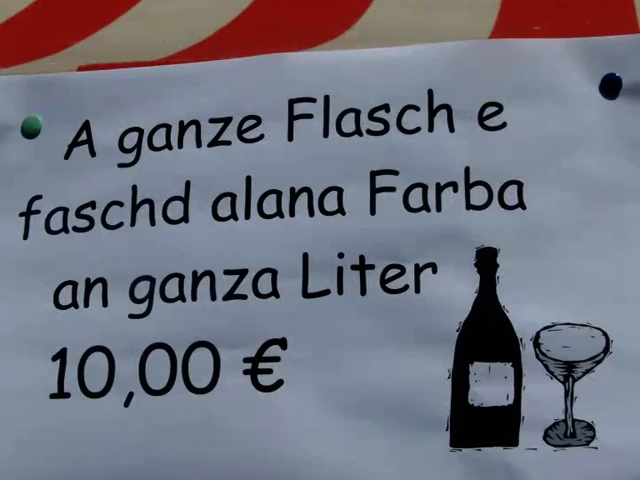 A ganze Flasch e
faschd alana Farba
an ganza Liter
10,00 €